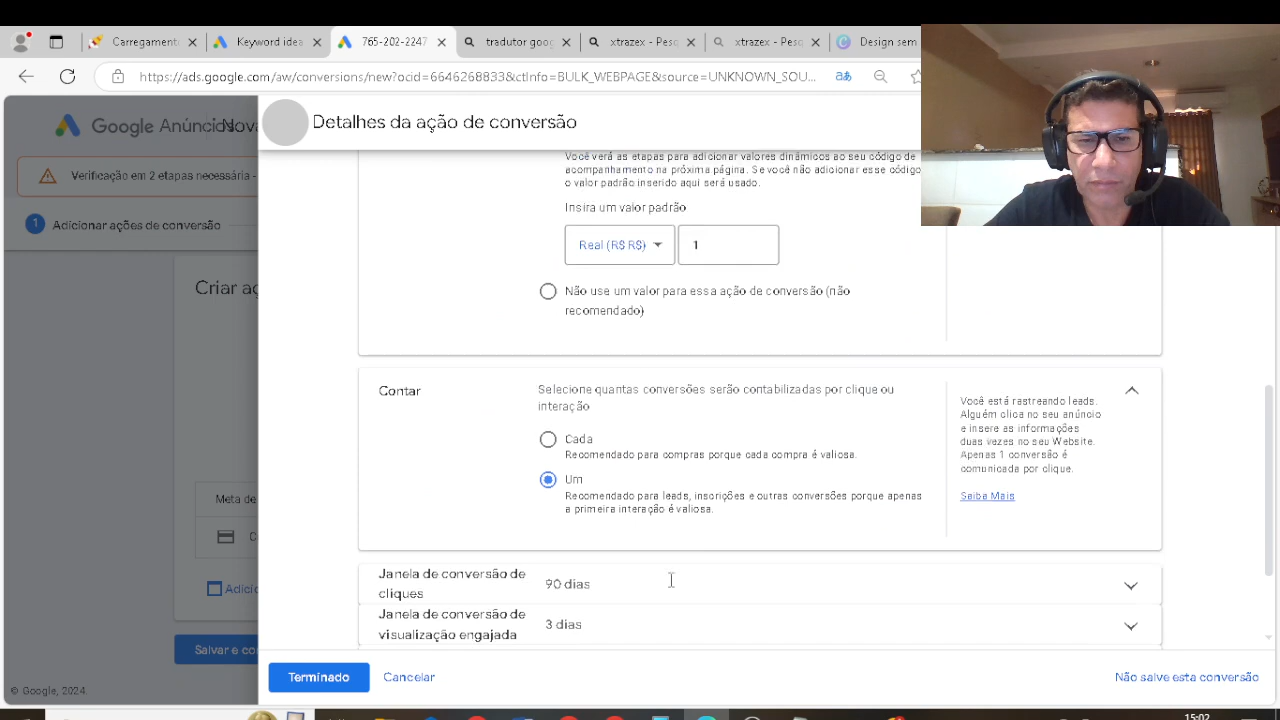 Carregament
Keyword idea
765-202-2247
tradutor goog
xtrazex - Pesq
xtrazex - Pesq
Design sem
https://ads.google.com/aw/conversions/new?ocid=6646268833&ctInfo=BULK_WEBPAGE&source=UNKNOWN_SOU...
Google Anúncios
Nova
Detalhes da ação de conversão
Verificação em 2 etapas necessária -
1 Adicionar ações de conversão
Criar aç
Meta de
C
Adicio
Salvar e co
© Google, 2024.
Você verá as etapas para adicionar valores dinâmicos ao seu código de
acompanhamento na próxima página. Se você não adicionar esse código
o valor padrão inserido aqui será usado.
Insira um valor padrão
Real (R$ R$) 1
Não use um valor para essa ação de conversão (não
recomendado)
Contar
Selecione quantas conversões serão contabilizadas por clique ou
interação
Cada
Recomendado para compras porque cada compra é valiosa.
Um
Recomendado para leads, inscrições e outras conversões porque apenas
a primeira interação é valiosa.
Você está rastreando leads.
Alguém clica no seu anúncio
e insere as informações
duas vezes no seu Website.
Apenas 1 conversão é
comunicada por clique.
Saiba Mais
Janela de conversão de
cliques
90 dias
Janela de conversão de
visualização engajada
3 dias
Terminado
Cancelar
Não salve esta conversão
15:02